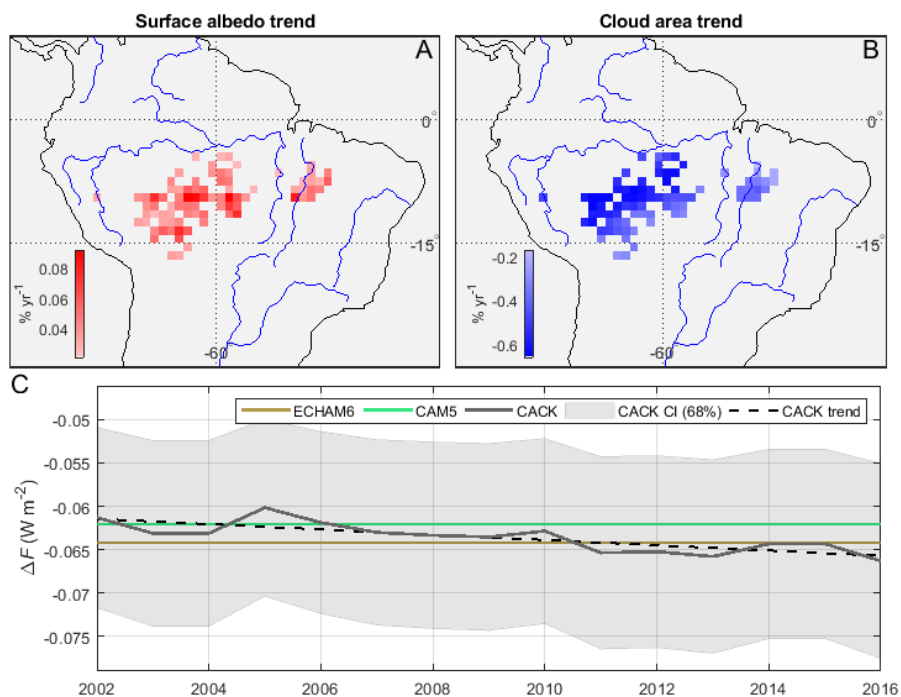 Surface albedo trend
Cloud area trend
A
B
0°
0°
-15°
-15°
-60
-60
0.08
0.06
0.04
% yr⁻¹
-0.2
-0.4
-0.6
% yr⁻¹
C
ECHAM6 CAM5 CACK CACK CI (68%) CACK trend
-0.05
-0.055
-0.06
-0.065
-0.07
-0.075
ΔF (W m⁻²)
2002 2004 2006 2008 2010 2012 2014 2016